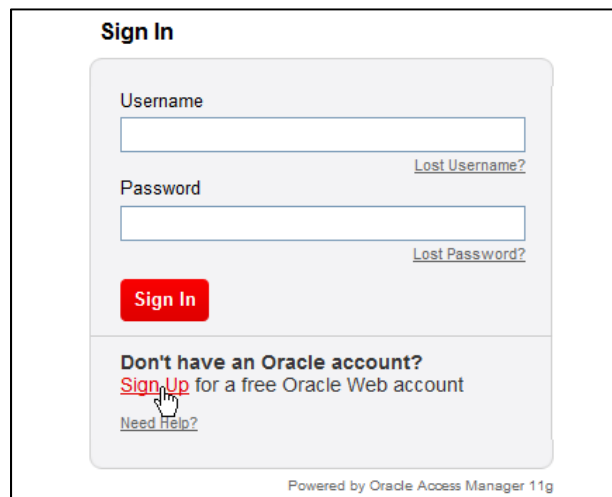 Sign In
Username
Lost Username?
Password
Lost Password?
Sign In
Don't have an Oracle account?
Sign Up for a free Oracle Web account
Need Help?
Powered by Oracle Access Manager 11g